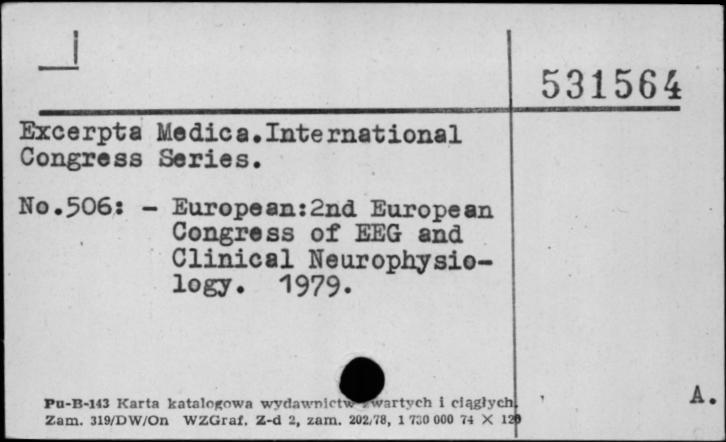 531564
Excerpta Medica.International
Congress Series.
No.506: - European:2nd European
Congress of EEG and
Clinical Neurophysio-
logy. 1979.
A.
Pu-B-143 Karta katalogowa wydawnictw zwartych i ciągłych.
Zam. 319/DW/On WZGraf. Z-d 2, zam. 202/78, 1 730 000 74 X 120